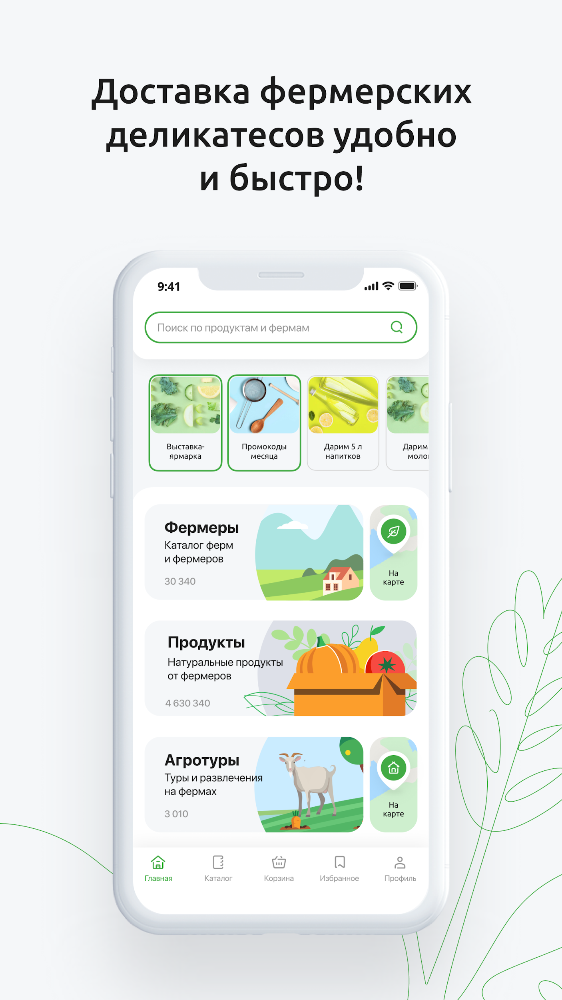 Доставка фермерских
деликатесов удобно
и быстро!
9:41
Поиск по продуктам и фермам
Выставка-
ярмарка
Промокоды
месяца
Дарим 5 л
напитков
Дарим
Фермеры
Каталог ферм
и фермеров
30 340
На
карте
Продукты
Натуральные продукты
от фермеров
4 630 340
Агротуры
Туры и развлечения
на фермах
3 010
На
карте
Главная
Каталог
Корзина
Избранное
Профиль